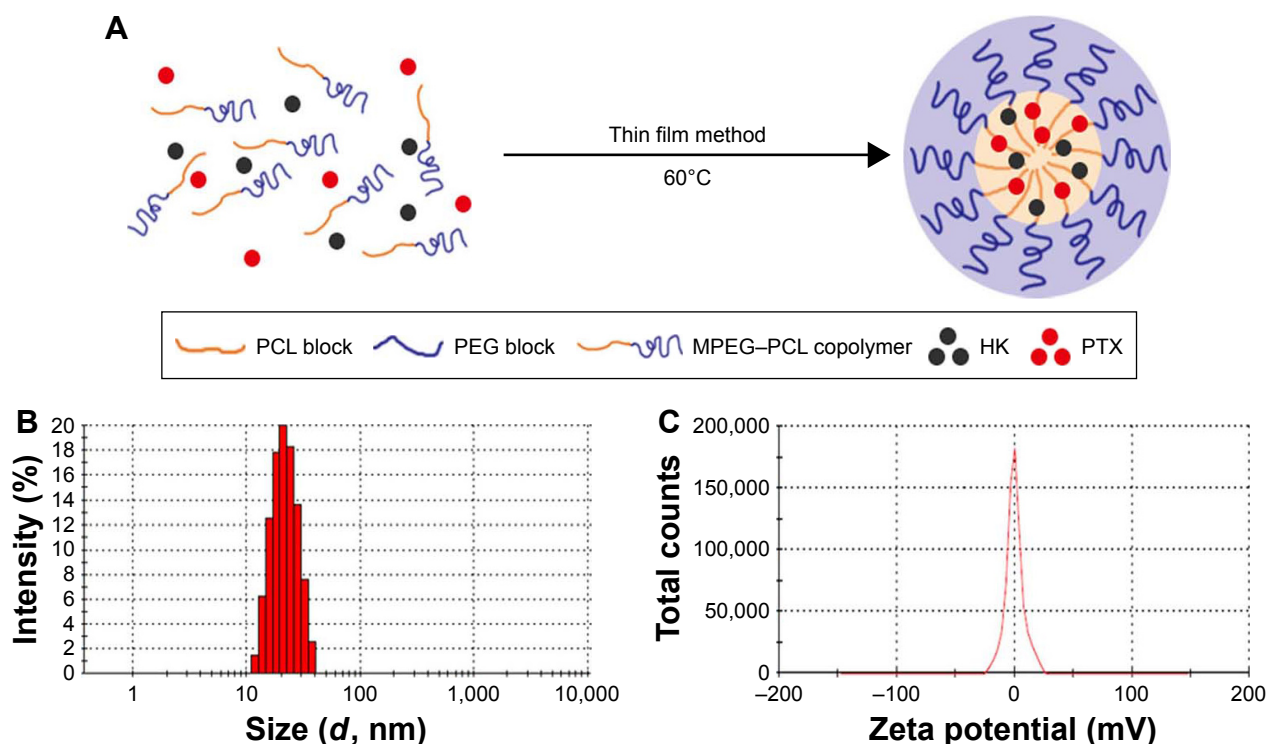 A
Thin film method
60°C
PCL block
PEG block
MPEG–PCL copolymer
HK
PTX
B
20
18
16
14
12
10
8
6
4
2
0
Intensity (%)
1
10
100
1,000
10,000
Size (d, nm)
C
200,000
150,000
100,000
50,000
0
Total counts
–200
–100
0
100
200
Zeta potential (mV)